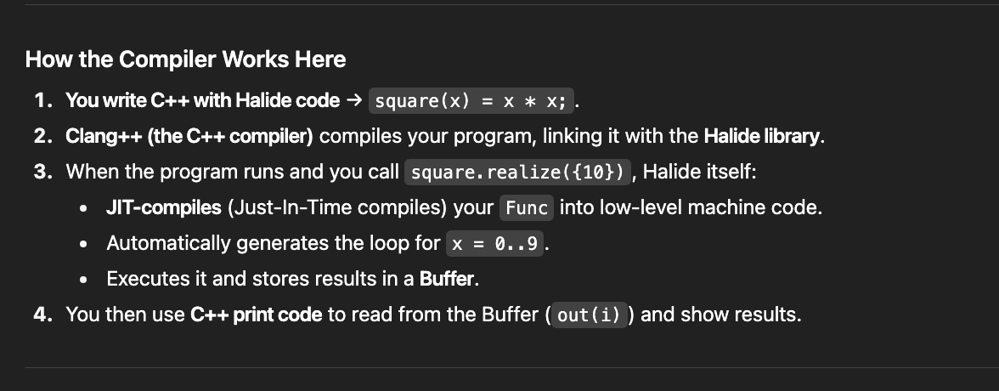 How the Compiler Works Here
1. You write C++ with Halide code → square(x) = x * x; .
2. Clang++ (the C++ compiler) compiles your program, linking it with the Halide library.
3. When the program runs and you call square.realize({10}) , Halide itself:
• JIT-compiles (Just-In-Time compiles) your Func into low-level machine code.
• Automatically generates the loop for x = 0..9 .
• Executes it and stores results in a Buffer.
4. You then use C++ print code to read from the Buffer ( out(i) ) and show results.